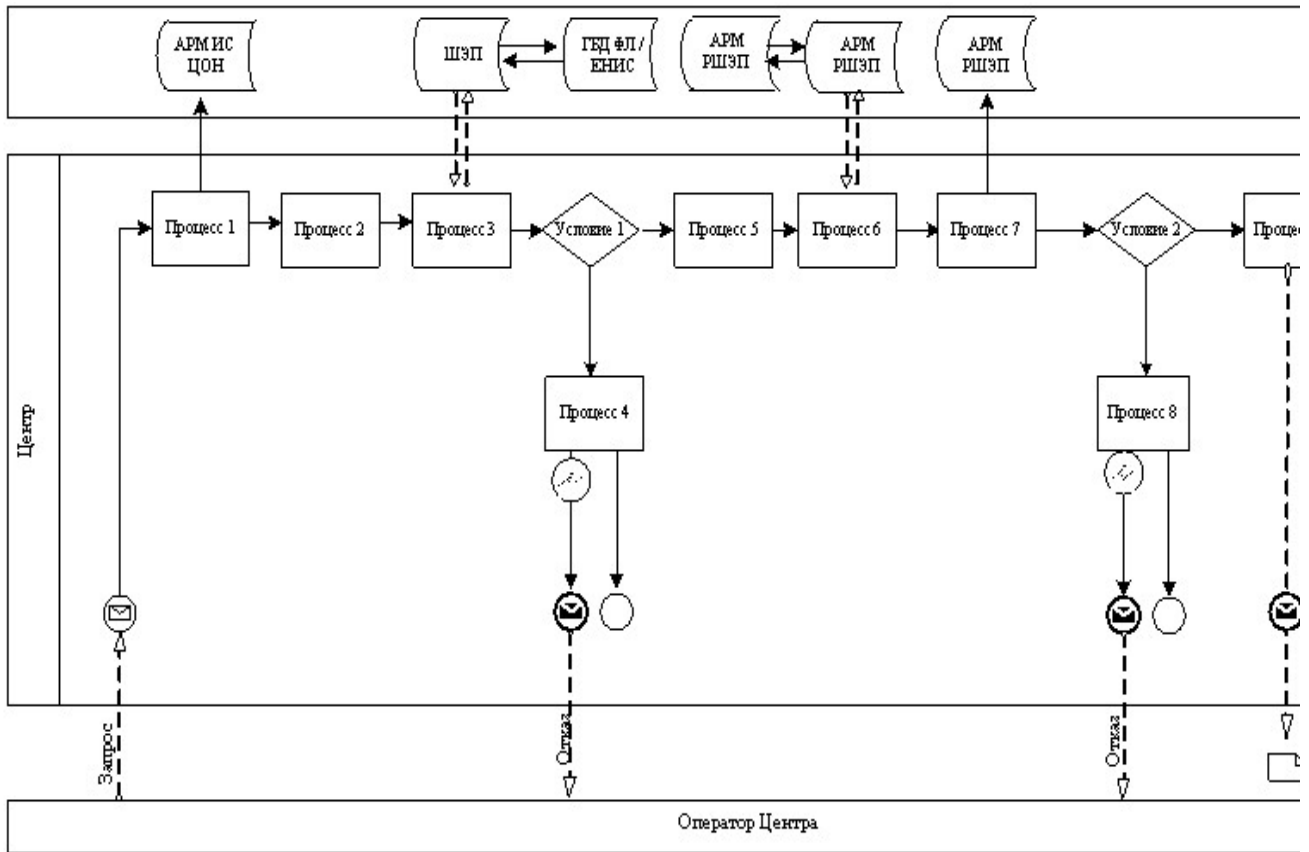 АРМ ИС
ЦОН
ШЭП
ГБД ФЛ /
ЕНИС
АРМ
РШЭП
АРМ
РШЭП
АРМ
РШЭП
Процесс 1
Процесс 2
Процесс 3
Условие 1
Процесс 5
Процесс 6
Процесс 7
Условие 2
Процес
Процесс 4
Процесс 8
Центр
Запрос
Отказ
Отказ
Оператор Центра